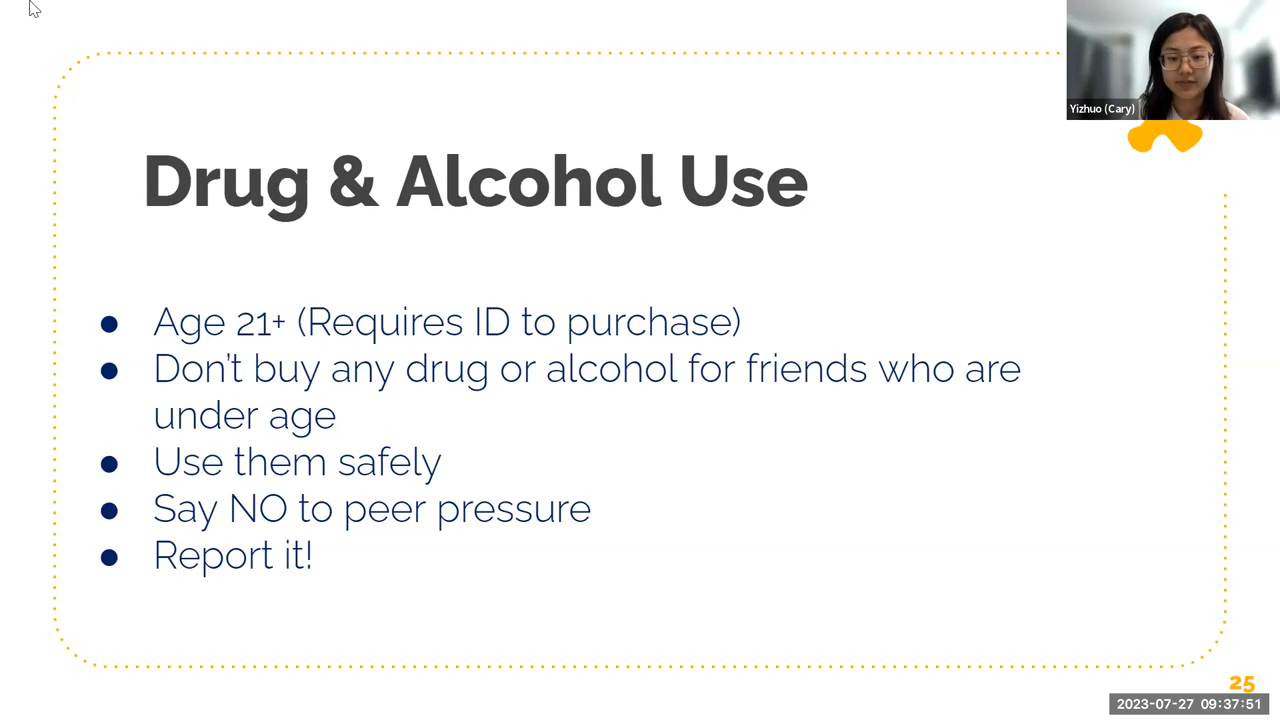 Yizhuo (Cary)
Drug & Alcohol Use
● Age 21+ (Requires ID to purchase)
● Don't buy any drug or alcohol for friends who are
under age
● Use them safely
● Say NO to peer pressure
● Report it!
25
2023-07-27 09:37:51